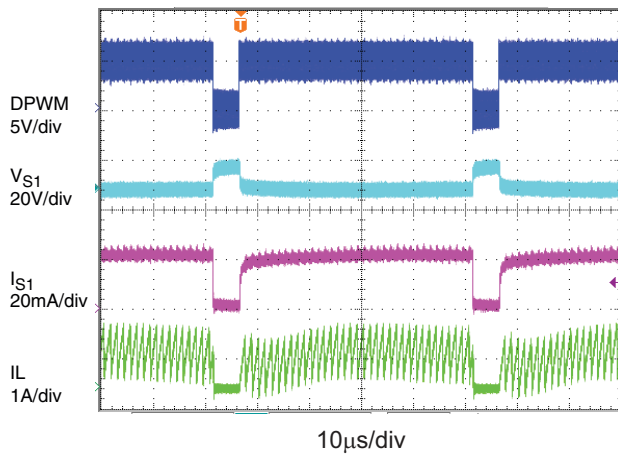 T
DPWM
5V/div
VS1
20V/div
IS1
20mA/div
IL
1A/div
10μs/div